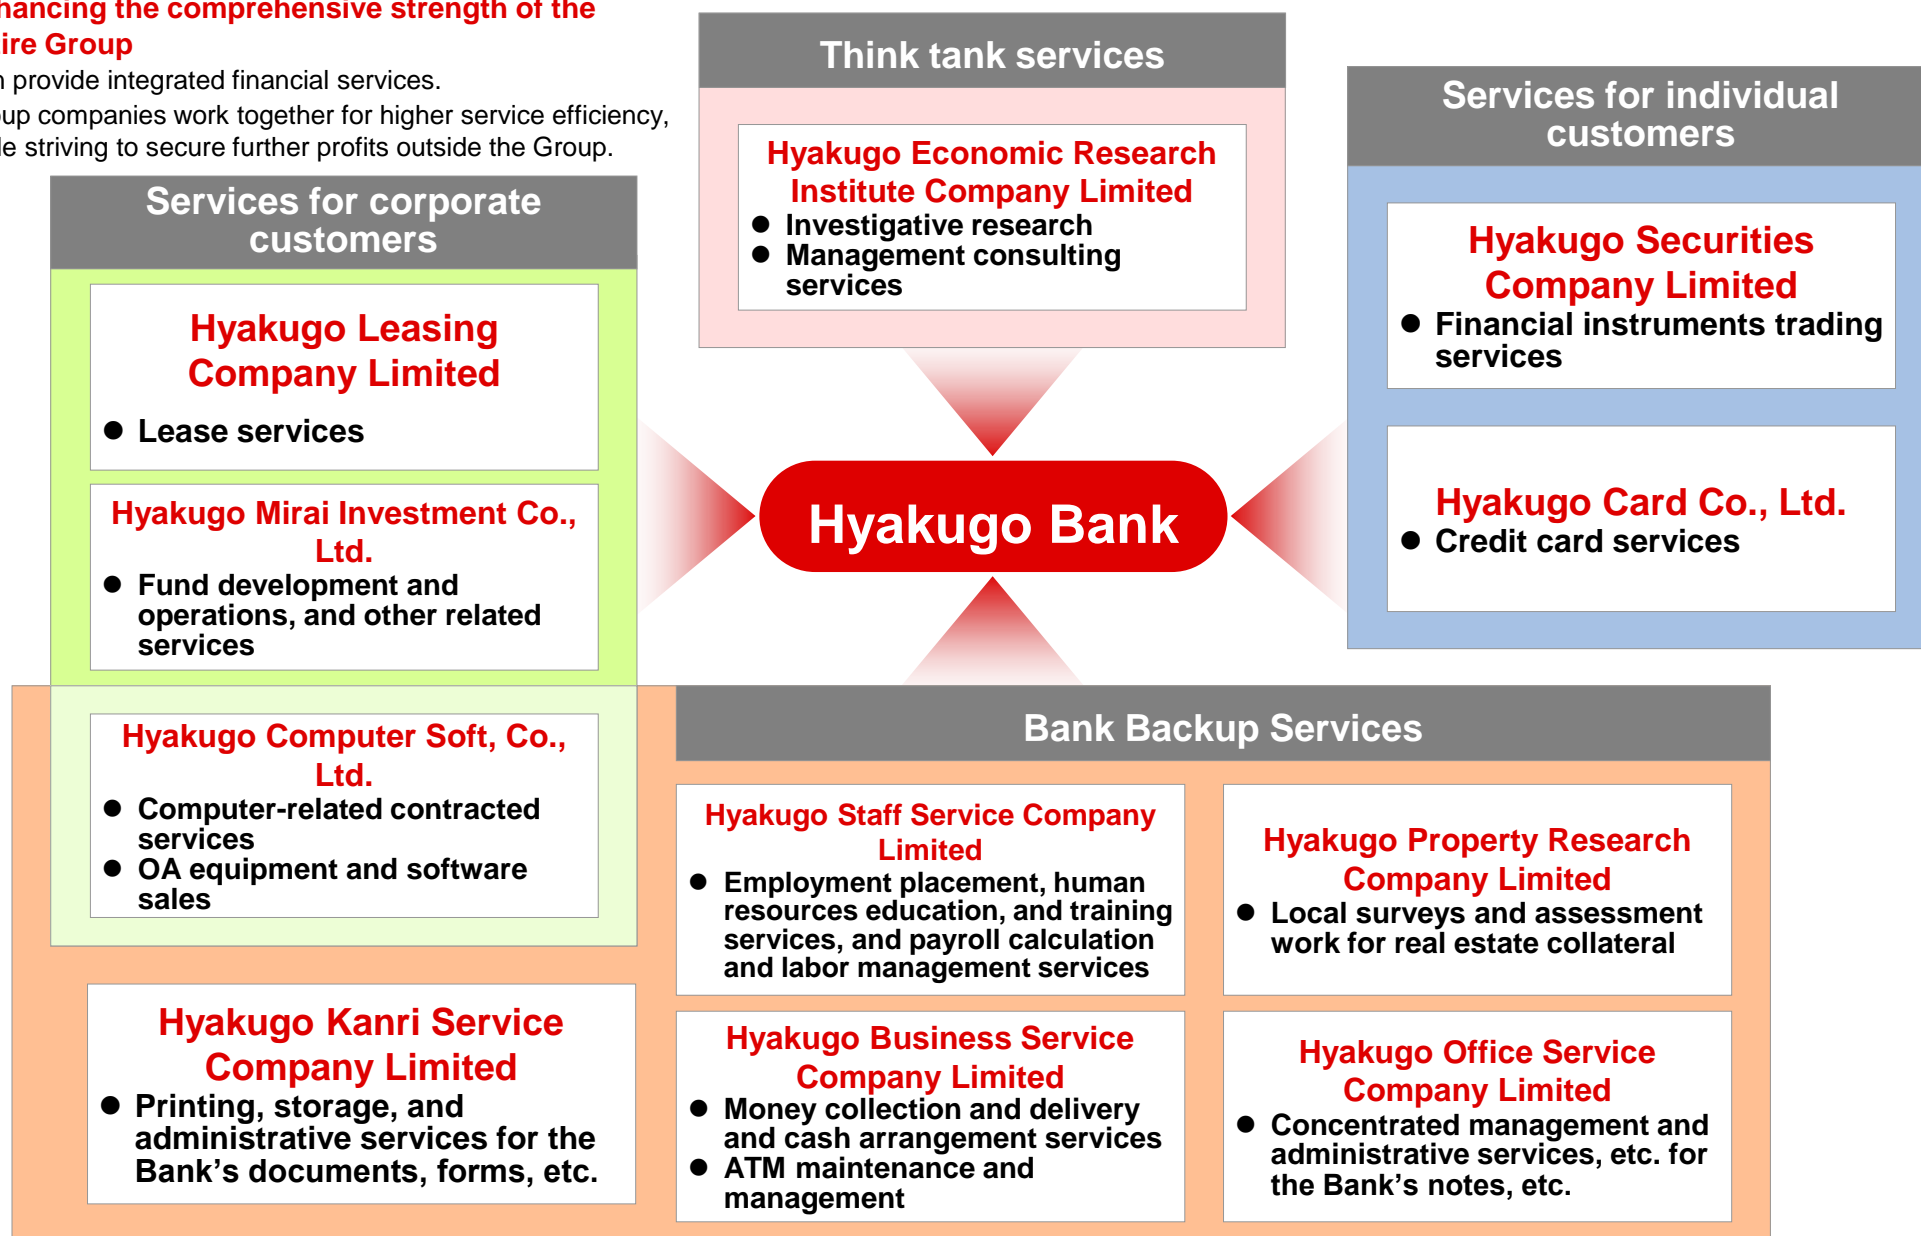 hancing the comprehensive strength of the
ire Group
n provide integrated financial services.
oup companies work together for higher service efficiency,
le striving to secure further profits outside the Group.
Think tank services
Hyakugo Economic Research
Institute Company Limited
● Investigative research
● Management consulting
services
Services for individual
customers
Hyakugo Securities
Company Limited
● Financial instruments trading
services
Hyakugo Card Co., Ltd.
● Credit card services
Services for corporate
customers
Hyakugo Leasing
Company Limited
● Lease services
Hyakugo Mirai Investment Co.,
Ltd.
● Fund development and
operations, and other related
services
Hyakugo Bank
Hyakugo Computer Soft, Co.,
Ltd.
● Computer-related contracted
services
● OA equipment and software
sales
Hyakugo Kanri Service
Company Limited
● Printing, storage, and
administrative services for the
Bank’s documents, forms, etc.
Bank Backup Services
Hyakugo Staff Service Company
Limited
● Employment placement, human
resources education, and training
services, and payroll calculation
and labor management services
Hyakugo Property Research
Company Limited
● Local surveys and assessment
work for real estate collateral
Hyakugo Business Service
Company Limited
● Money collection and delivery
and cash arrangement services
● ATM maintenance and
management
Hyakugo Office Service
Company Limited
● Concentrated management and
administrative services, etc. for
the Bank’s notes, etc.